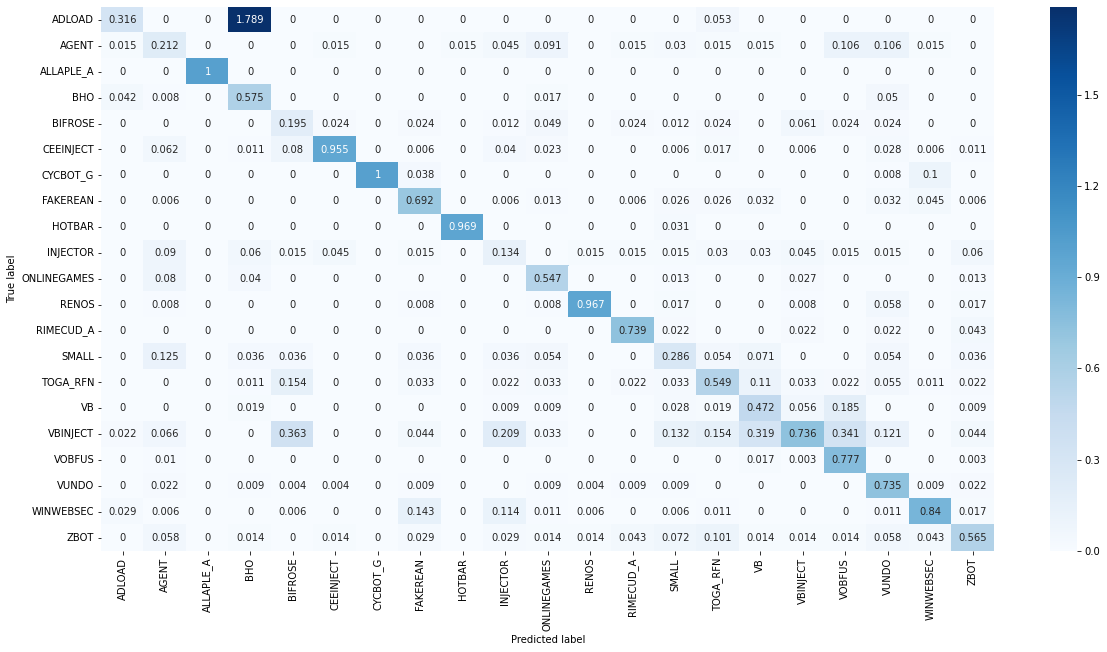 ADLOAD 0.316 0 0 1.789 0 0 0 0 0 0 0 0 0 0 0.053 0 0 0 0 0 0
AGENT 0.015 0.212 0 0 0 0.015 0 0 0.015 0.045 0.091 0 0.015 0.03 0.015 0.015 0 0.106 0.106 0.015 0
ALLAPLE_A 0 0 1 0 0 0 0 0 0 0 0 0 0 0 0 0 0 0 0 0 0
BHO 0.042 0.008 0 0.575 0 0 0 0 0 0 0.017 0 0 0 0 0 0 0 0.05 0 0
BIFROSE 0 0 0 0 0.195 0.024 0 0.024 0 0.012 0.049 0 0.024 0.012 0.024 0 0.061 0.024 0.024 0 0
CEEINJECT 0 0.062 0 0.011 0.08 0.955 0 0.006 0 0.04 0.023 0 0 0.006 0.017 0 0.006 0 0.028 0.006 0.011
CYCBOT_G 0 0 0 0 0 0 1 0.038 0 0 0 0 0 0 0 0 0 0 0.008 0.1 0
FAKEREAN 0 0.006 0 0 0 0 0 0.692 0 0.006 0.013 0 0.006 0.026 0.026 0.032 0 0 0.032 0.045 0.006
HOTBAR 0 0 0 0 0 0 0 0 0.969 0 0 0 0 0.031 0 0 0 0 0 0 0
INJECTOR 0 0.09 0 0.06 0.015 0.045 0 0.015 0 0.134 0 0.015 0.015 0.015 0.03 0.03 0.045 0.015 0.015 0 0.06
ONLINEGAMES 0 0.08 0 0.04 0 0 0 0 0 0 0.547 0 0 0.013 0 0 0.027 0 0 0 0.013
RENOS 0 0.008 0 0 0 0 0 0.008 0 0 0.008 0.967 0 0.017 0 0 0.008 0 0.058 0 0.017
RIMECUD_A 0 0 0 0 0 0 0 0 0 0 0 0 0.739 0.022 0 0 0.022 0 0.022 0 0.043
SMALL 0 0.125 0 0.036 0.036 0 0 0.036 0 0.036 0.054 0 0 0.286 0.054 0.071 0 0 0.054 0 0.036
TOGA_RFN 0 0 0 0.011 0.154 0 0 0.033 0 0.022 0.033 0 0.022 0.033 0.549 0.11 0.033 0.022 0.055 0.011 0.022
VB 0 0 0 0.019 0 0 0 0 0 0.009 0.009 0 0 0.028 0.019 0.472 0.056 0.185 0 0 0.009
VBINJECT 0.022 0.066 0 0 0.363 0 0 0.044 0 0.209 0.033 0 0 0.132 0.154 0.319 0.736 0.341 0.121 0 0.044
VOBFUS 0 0.01 0 0 0 0 0 0 0 0 0 0 0 0 0 0.017 0.003 0.777 0 0 0.003
VUNDO 0 0.022 0 0.009 0.004 0.004 0 0.009 0 0 0.009 0.004 0.009 0.009 0 0 0 0 0.735 0.009 0.022
WINWEBSEC 0.029 0.006 0 0 0.006 0 0 0.143 0 0.114 0.011 0.006 0 0.006 0.011 0 0 0 0.011 0.84 0.017
ZBOT 0 0.058 0 0.014 0 0.014 0 0.029 0 0.029 0.014 0.014 0.043 0.072 0.101 0.014 0.014 0.014 0.058 0.043 0.565
True label
ADLOAD
AGENT
ALLAPLE_A
BHO
BIFROSE
CEEINJECT
CYCBOT_G
FAKEREAN
HOTBAR
INJECTOR
ONLINEGAMES
RENOS
RIMECUD_A
SMALL
TOGA_RFN
VB
VBINJECT
VOBFUS
VUNDO
WINWEBSEC
ZBOT
Predicted label
1.5
1.2
0.9
0.6
0.3
0.0